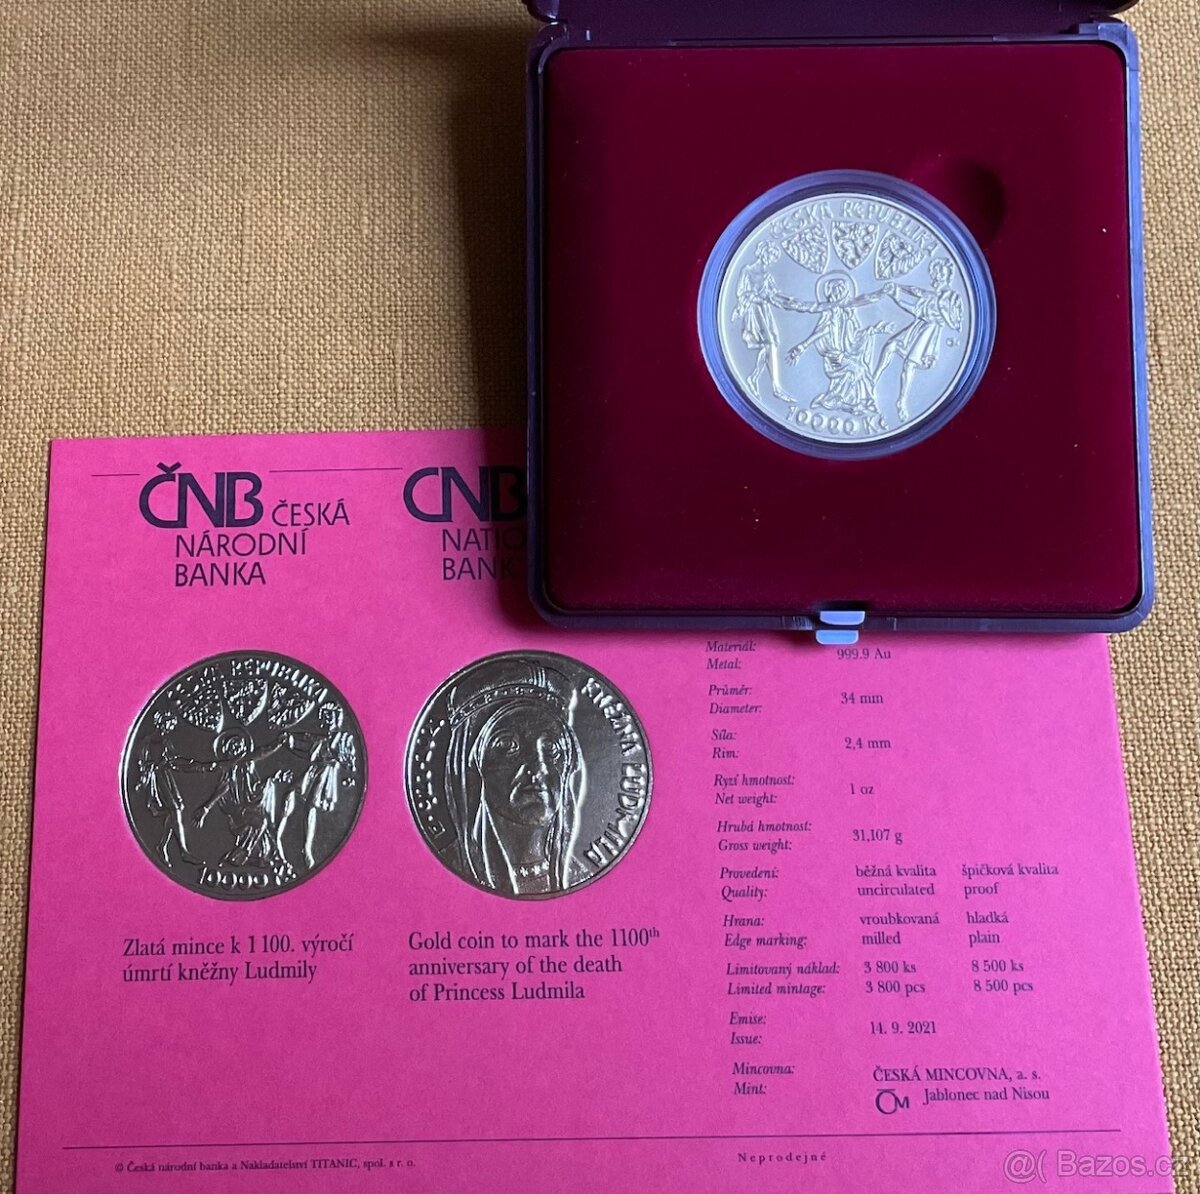 ČESKÁ REPUBLIKA
10000 Kč
ČNB ČESKÁ
NÁRODNÍ
BANKA
CNB
NATIO
BANK
ČESKÁ REPUBLIKA
10000 Kč
KNĚŽNA LUDMILA
Zlatá mince k 1 100. výročí
úmrtí kněžny Ludmily
Gold coin to mark the 1100th
anniversary of the death
of Princess Ludmila
Materiál:
Metal:
999.9 Au
Průměr:
Diameter:
34 mm
Síla:
Rim:
2,4 mm
Ryzí hmotnost:
Net weight:
1 oz
Hrubá hmotnost:
Gross weight:
31,107 g
Provedení: běžná kvalita špičková kvalita
Quality: uncirculated proof
Hrana: vroubkovaná hladká
Edge marking: milled plain
Limitovaný náklad: 3 800 ks 8 500 ks
Limited mintage: 3 800 pcs 8 500 pcs
Emise:
Issue:
14. 9. 2021
Mincovna:
Mint:
ČESKÁ MINCOVNA, a. s.
ČM Jablonec nad Nisou
© Česká národní banka a Nakladatelství TITANIC, spol. s r. o.
Neprodejné
@( Bazos.cz